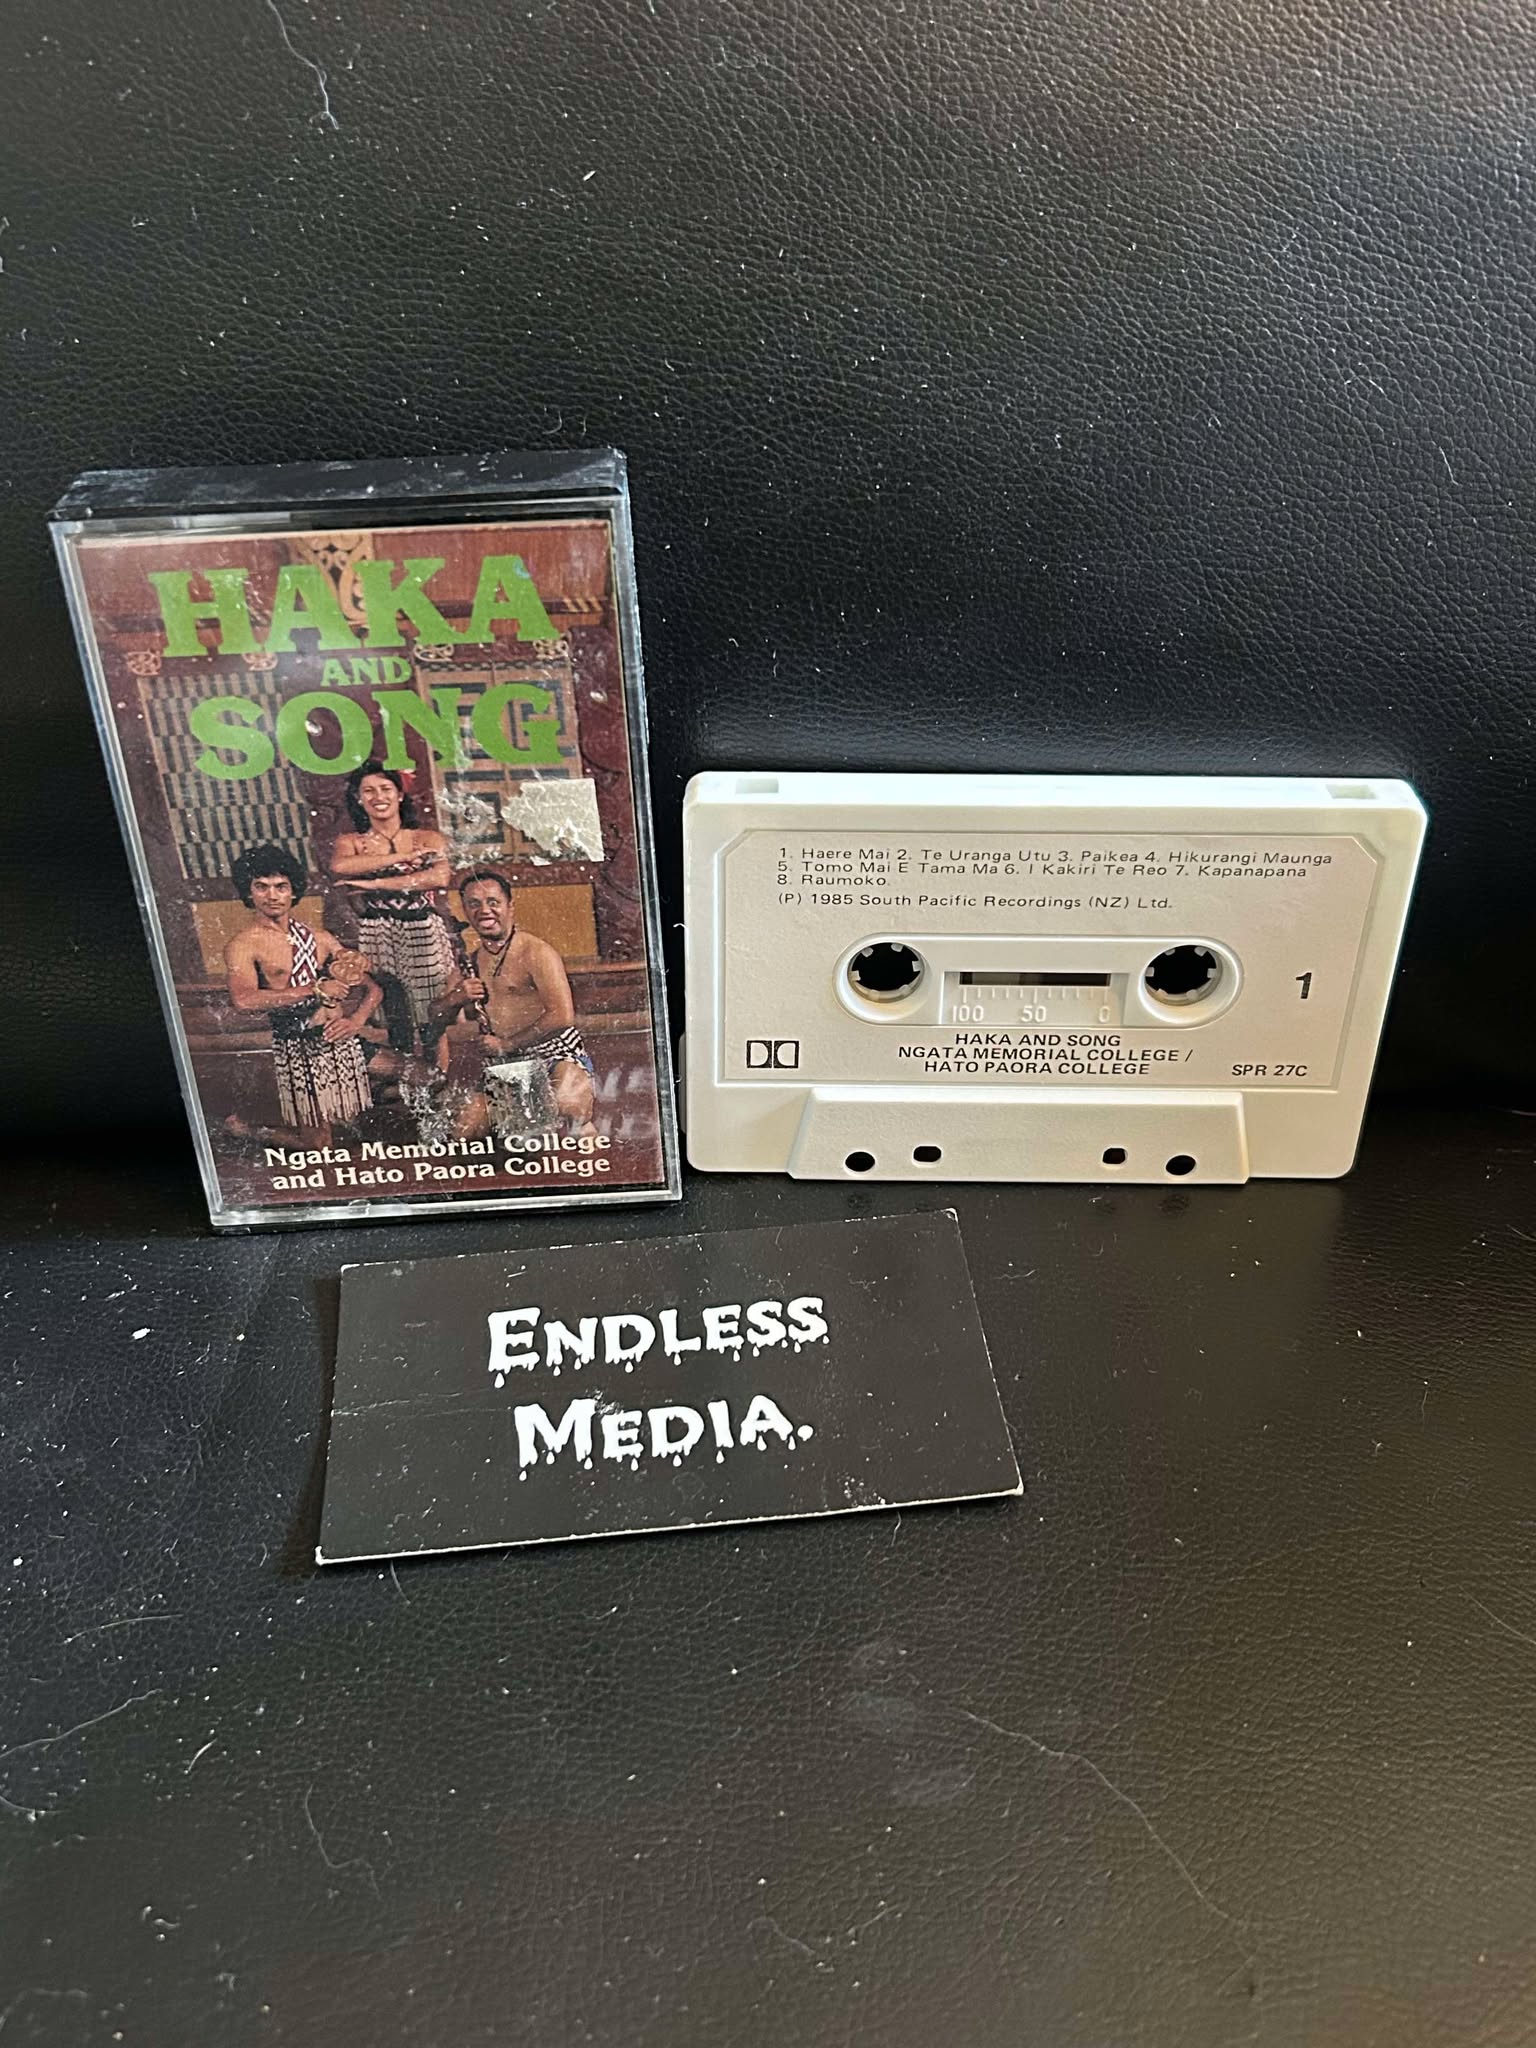 HAKA
AND
SONG
Ngata Memorial College
and Hato Paora College
1. Haere Mai 2. Te Uranga Utu 3. Paikea 4. Hikurangi Maunga
5. Tomo Mai E Tama Ma 6. I Kakiri Te Reo 7. Kapanapana
8. Raumoko
(P) 1985 South Pacific Recordings (NZ) Ltd.
1
100 50 0
HAKA AND SONG
NGATA MEMORIAL COLLEGE /
HATO PAORA COLLEGE
SPR 27C
ENDLESS
MEDIA.